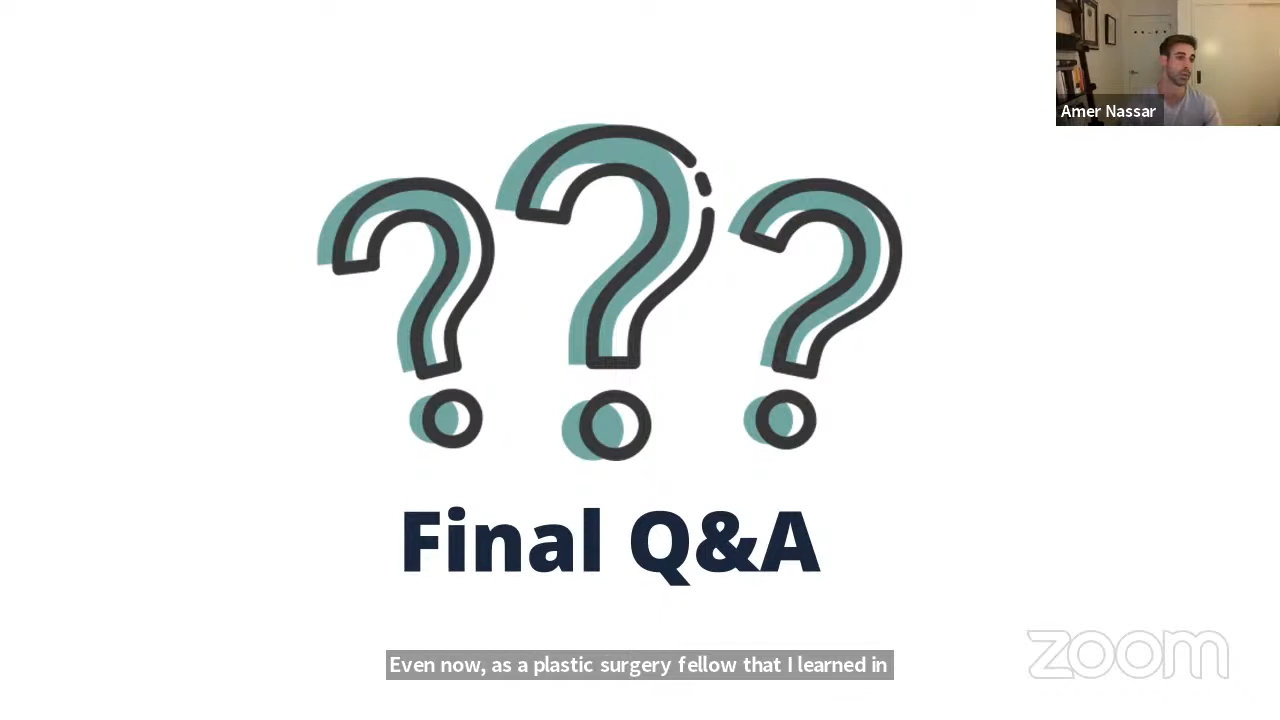 Amer Nassar
???
Final Q&A
Even now, as a plastic surgery fellow that I learned in
zoom